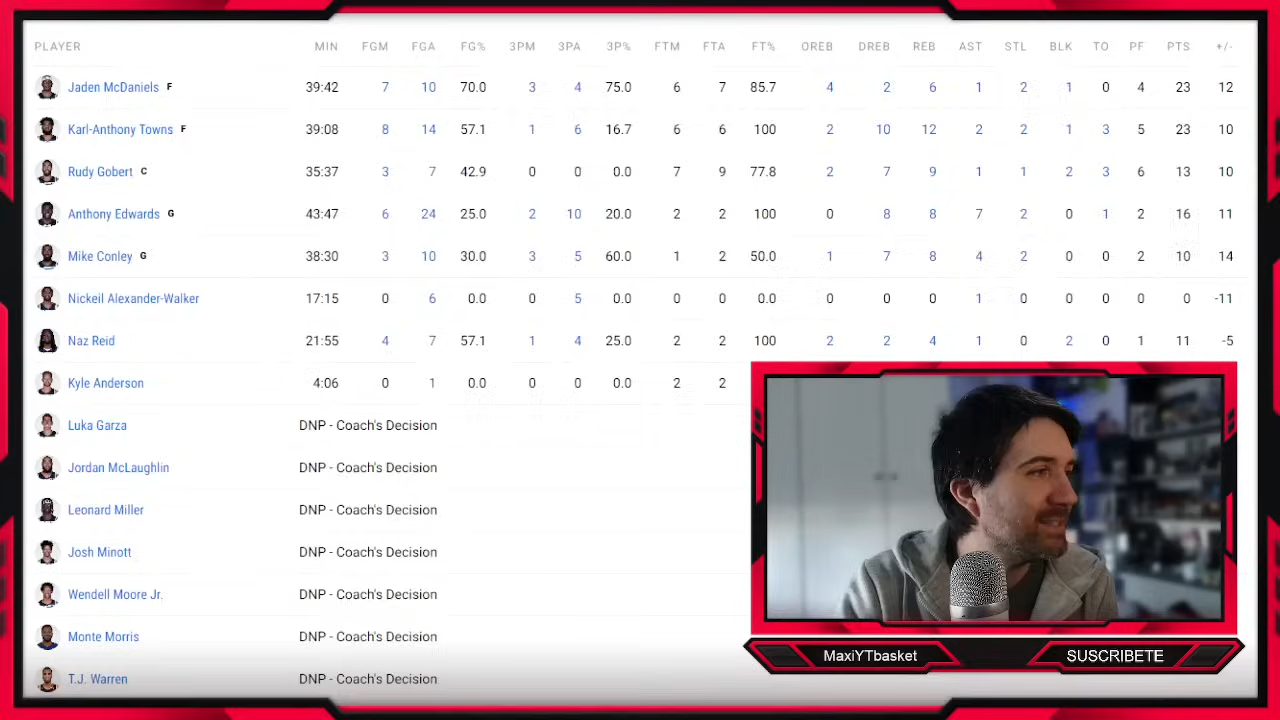 PLAYER MIN FGM FGA FG% 3PM 3PA 3P% FTM FTA FT% OREB DREB REB AST STL BLK TO PF PTS +/-
Jaden McDaniels F 39:42 7 10 70.0 3 4 75.0 6 7 85.7 4 2 6 1 2 1 0 4 23 12
Karl-Anthony Towns F 39:08 8 14 57.1 1 6 16.7 6 6 100 2 10 12 2 2 1 3 5 23 10
Rudy Gobert C 35:37 3 7 42.9 0 0 0.0 7 9 77.8 2 7 9 1 1 2 3 6 13 10
Anthony Edwards G 43:47 6 24 25.0 2 10 20.0 2 2 100 0 8 8 7 2 0 1 2 16 11
Mike Conley G 38:30 3 10 30.0 3 5 60.0 1 2 50.0 1 7 8 4 2 0 0 2 10 14
Nickeil Alexander-Walker 17:15 0 6 0.0 0 5 0.0 0 0 0.0 0 0 0 1 0 0 0 0 0 -11
Naz Reid 21:55 4 7 57.1 1 4 25.0 2 2 100 2 2 4 1 0 2 0 1 11 -5
Kyle Anderson 4:06 0 1 0.0 0 0 0.0 2 2
Luka Garza DNP - Coach's Decision
Jordan McLaughlin DNP - Coach's Decision
Leonard Miller DNP - Coach's Decision
Josh Minott DNP - Coach's Decision
Wendell Moore Jr. DNP - Coach's Decision
Monte Morris DNP - Coach's Decision
T.J. Warren DNP - Coach's Decision
MaxiYTbasket SUSCRIBETE